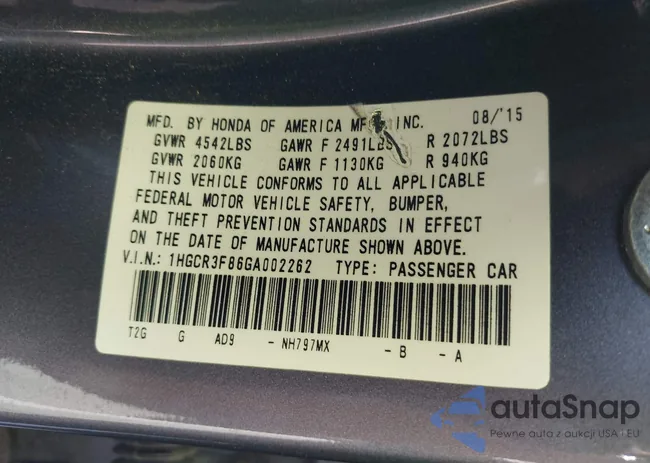 MFD. BY HONDA OF AMERICA MFG., INC. 08/'15
GVWR 4542LBS GAWR F 2491LBS R 2072LBS
GVWR 2060KG GAWR F 1130KG R 940KG
THIS VEHICLE CONFORMS TO ALL APPLICABLE
FEDERAL MOTOR VEHICLE SAFETY, BUMPER,
AND THEFT PREVENTION STANDARDS IN EFFECT
ON THE DATE OF MANUFACTURE SHOWN ABOVE.
V.I.N.: 1HGCR3F86GA002262 TYPE: PASSENGER CAR
T2G G AD9 - NH797MX - B - A
autaSnap
Pewne auta z aukcji USA i EU